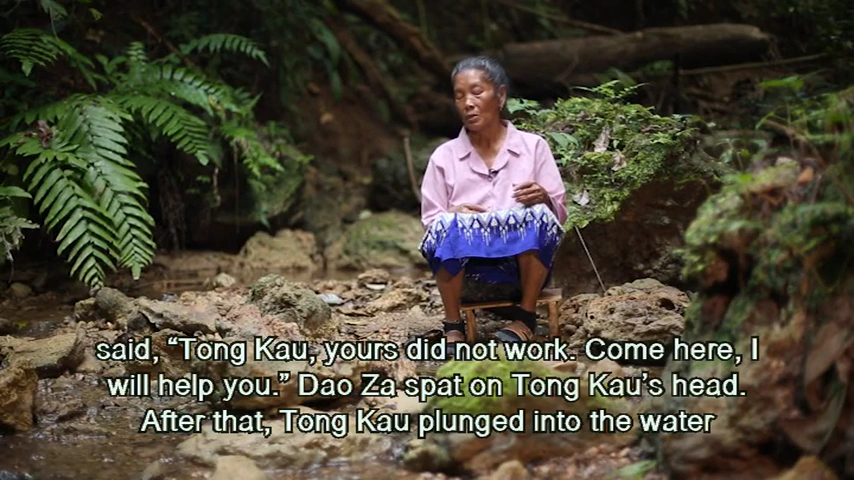 said, “Tong Kau, yours did not work. Come here, I
will help you.” Dao Za spat on Tong Kau’s head.
After that, Tong Kau plunged into the water